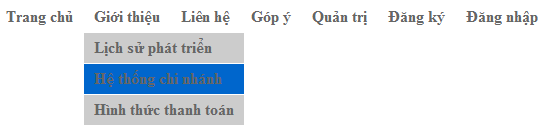 Trang chủ Giới thiệu Liên hệ Góp ý Quản trị Đăng ký Đăng nhập
Lịch sử phát triển
Hệ thống chi nhánh
Hình thức thanh toán